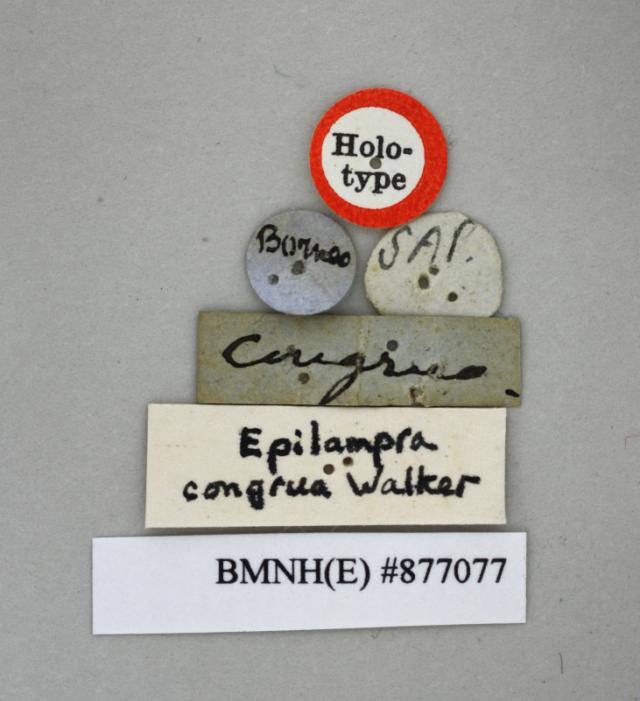 Holo-
type
Borneo
SAR.
congrua.
Epilampra
congrua Walker
BMNH(E) #877077